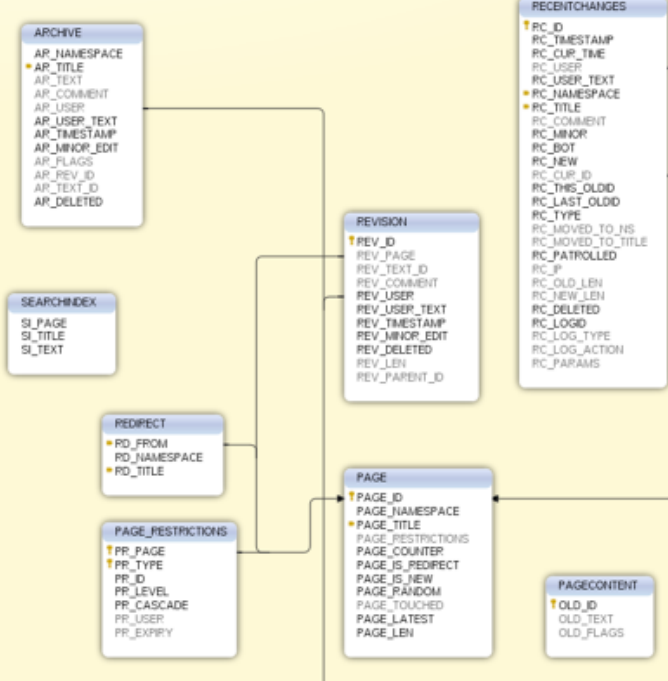 ARCHIVE
AR_NAMESPACE
AR_TITLE
AR_TEXT
AR_COMMENT
AR_USER
AR_USER_TEXT
AR_TIMESTAMP
AR_MINOR_EDIT
AR_FLAGS
AR_REV_ID
AR_TEXT_ID
AR_DELETED
RECENTCHANGES
RC_ID
RC_TIMESTAMP
RC_CUR_TIME
RC_USER
RC_USER_TEXT
RC_NAMESPACE
RC_TITLE
RC_COMMENT
RC_MINOR
RC_BOT
RC_NEW
RC_CUR_ID
RC_THIS_OLDID
RC_LAST_OLDID
RC_TYPE
RC_MOVED_TO_NS
RC_MOVED_TO_TITLE
RC_PATROLLED
RC_IP
RC_OLD_LEN
RC_NEW_LEN
RC_DELETED
RC_LOGID
RC_LOG_TYPE
RC_LOG_ACTION
RC_PARAMS
REVISION
REV_ID
REV_PAGE
REV_TEXT_ID
REV_COMMENT
REV_USER
REV_USER_TEXT
REV_TIMESTAMP
REV_MINOR_EDIT
REV_DELETED
REV_LEN
REV_PARENT_ID
SEARCHINDEX
SI_PAGE
SI_TITLE
SI_TEXT
REDIRECT
RD_FROM
RD_NAMESPACE
RD_TITLE
PAGE
PAGE_ID
PAGE_NAMESPACE
PAGE_TITLE
PAGE_RESTRICTIONS
PAGE_COUNTER
PAGE_IS_REDIRECT
PAGE_IS_NEW
PAGE_RANDOM
PAGE_TOUCHED
PAGE_LATEST
PAGE_LEN
PAGE_RESTRICTIONS
PR_PAGE
PR_TYPE
PR_ID
PR_LEVEL
PR_CASCADE
PR_USER
PR_EXPIRY
PAGECONTENT
OLD_ID
OLD_TEXT
OLD_FLAGS